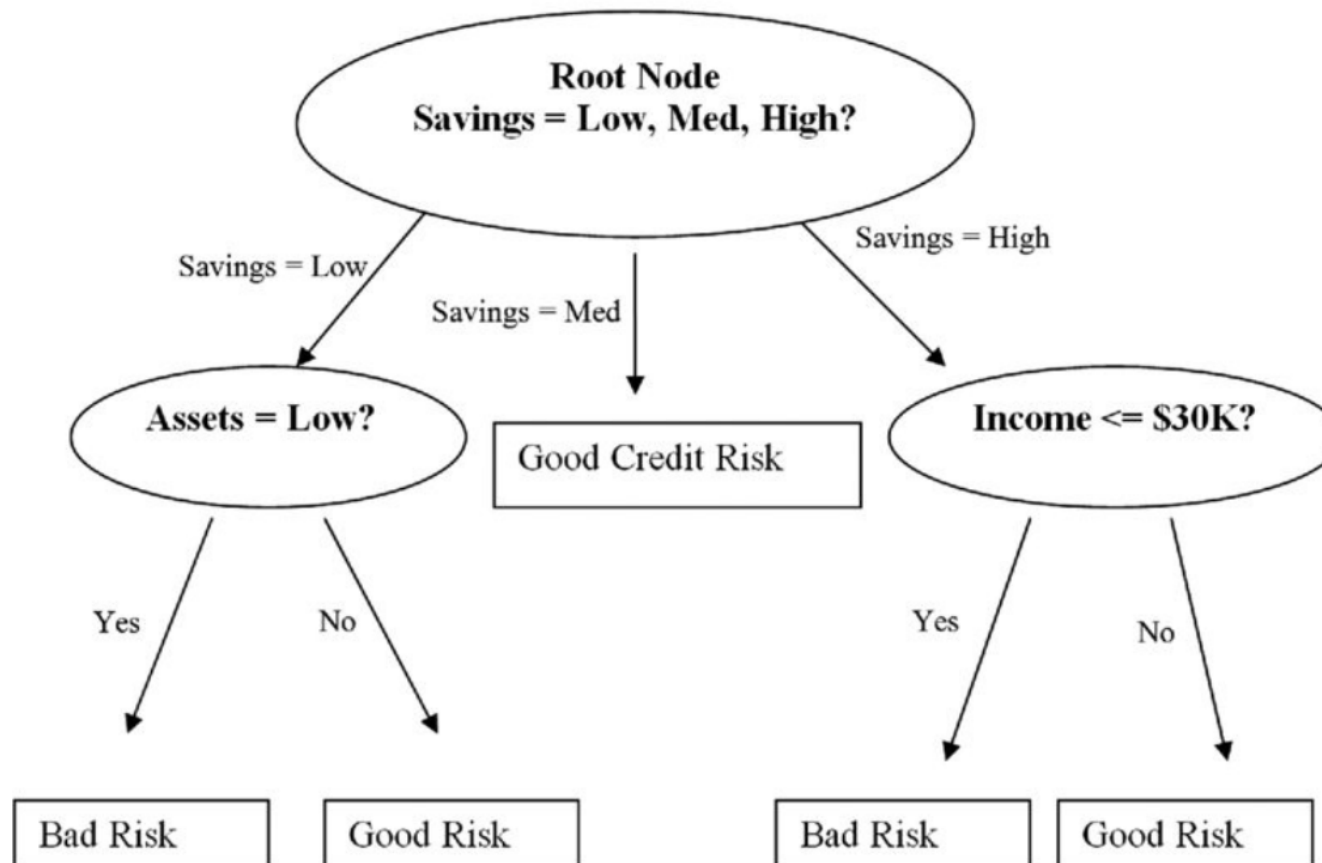 Root Node
Savings = Low, Med, High?
Savings = Low
Savings = Med
Savings = High
Assets = Low?
Good Credit Risk
Income <= $30K?
Yes
No
Yes
No
Bad Risk
Good Risk
Bad Risk
Good Risk